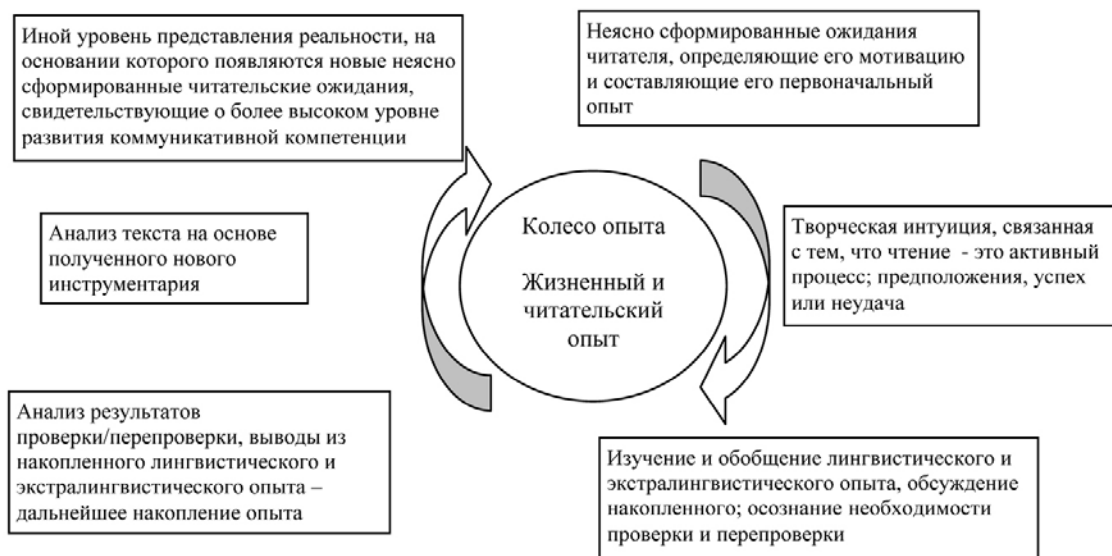 Иной уровень представления реальности, на
основании которого появляются новые неясно
сформированные читательские ожидания,
свидетельствующие о более высоком уровне
развития коммуникативной компетенции
Неясно сформированные ожидания
читателя, определяющие его мотивацию
и составляющие его первоначальный
опыт
Анализ текста на основе
полученного нового
инструментария
Колесо опыта
Жизненный и
читательский
опыт
Творческая интуиция, связанная
с тем, что чтение - это активный
процесс; предположения, успех
или неудача
Анализ результатов
проверки/перепроверки, выводы из
накопленного лингвистического и
экстралингвистического опыта –
дальнейшее накопление опыта
Изучение и обобщение лингвистического и
экстралингвистического опыта, обсуждение
накопленного; осознание необходимости
проверки и перепроверки